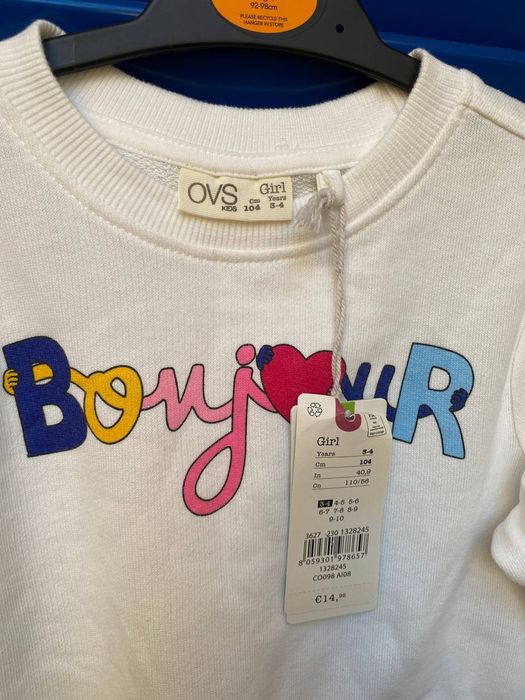 92-98cm
PLEASE RECYCLE THIS
HANGER IN STORE
OVS
KIDS
Girl
Cm Years
104 3-4
BonjouR
Girl
Years 3-4
Cm 104
In 40,9
Cn 110/56
3-4 4-5 5-6
6-7 7-8 8-9
9-10
3627 230 1328245
8 059301 978657
1328245
CO098 AI08
€14,95